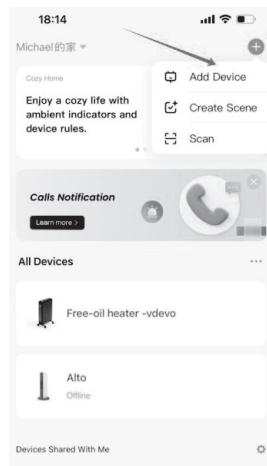 18:14
Michael的家
Add Device
Cozy Home
Enjoy a cozy life with
ambient indicators and
device rules.
Create Scene
Scan
Calls Notification
Learn more >
All Devices
Free-oil heater -vdevo
Alto
Offline
Devices Shared With Me